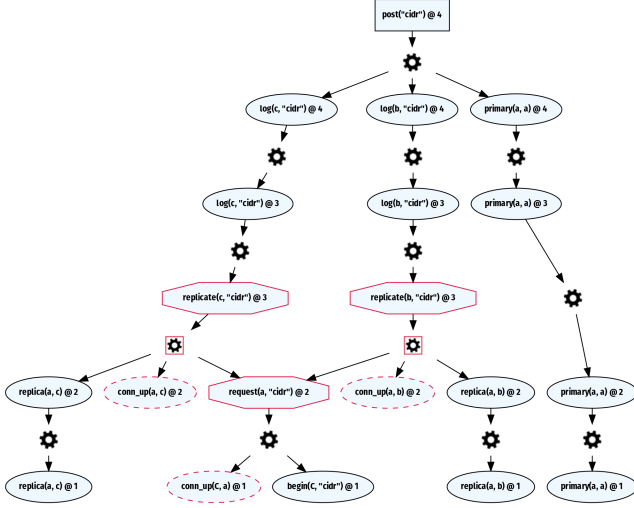 post("cidr") @ 4
log(c, "cidr") @ 4
log(b, "cidr") @ 4
primary(a, a) @ 4
log(c, "cidr") @ 3
log(b, "cidr") @ 3
primary(a, a) @ 3
replicate(c, "cidr") @ 3
replicate(b, "cidr") @ 3
replica(a, c) @ 2
conn_up(a, c) @ 2
request(a, "cidr") @ 2
conn_up(a, b) @ 2
replica(a, b) @ 2
primary(a, a) @ 2
replica(a, c) @ 1
conn_up(C, a) @ 1
begin(C, "cidr") @ 1
replica(a, b) @ 1
primary(a, a) @ 1